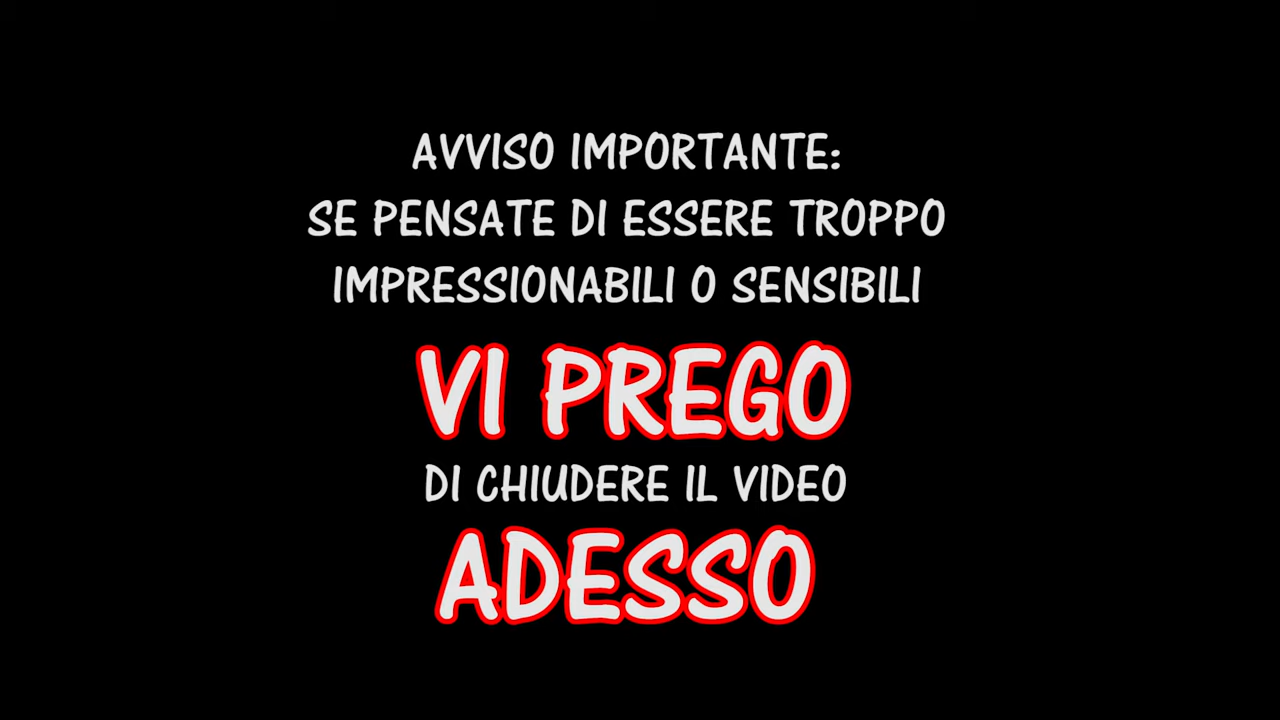 AVVISO IMPORTANTE:
SE PENSATE DI ESSERE TROPPO
IMPRESSIONABILI O SENSIBILI
VI PREGO
DI CHIUDERE IL VIDEO
ADESSO